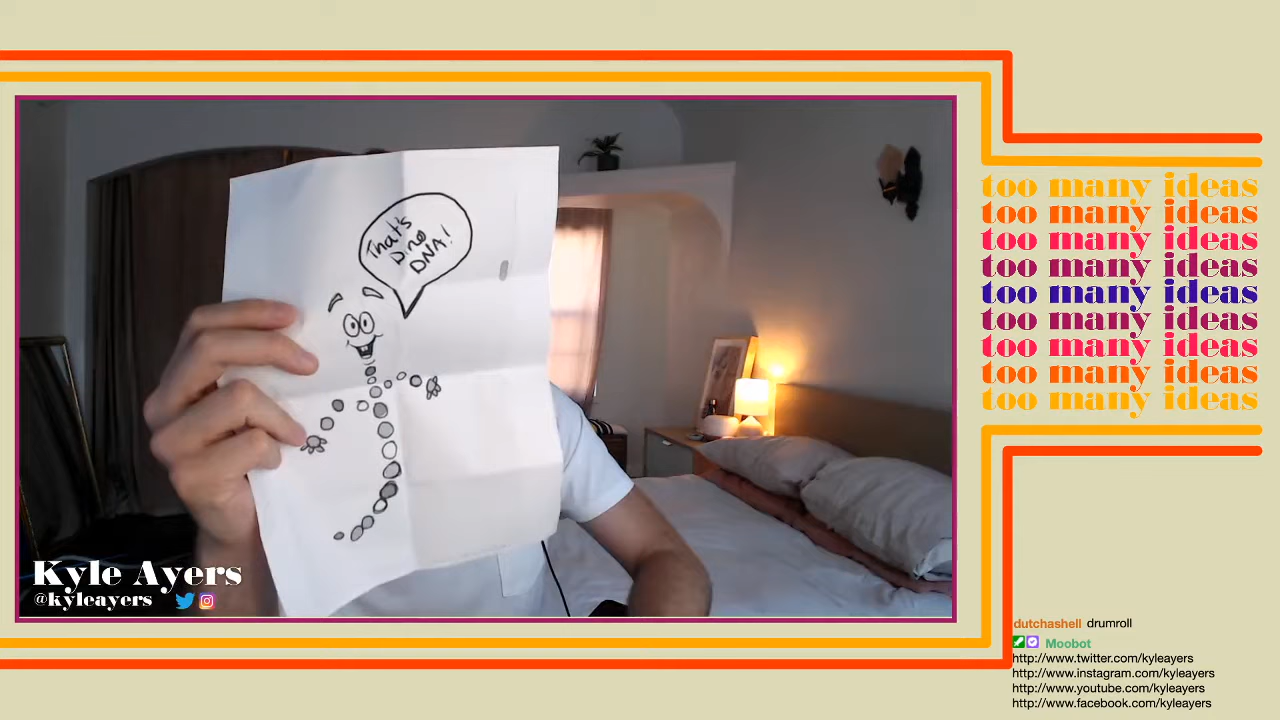 That's
Dino
DNA!
too many ideas
too many ideas
too many ideas
too many ideas
too many ideas
too many ideas
too many ideas
too many ideas
too many ideas
Kyle Ayers
@kyleayers
dutchashell drumroll
Moobot
http://www.twitter.com/kyleayers
http://www.instagram.com/kyleayers
http://www.youtube.com/kyleayers
http://www.facebook.com/kyleayers